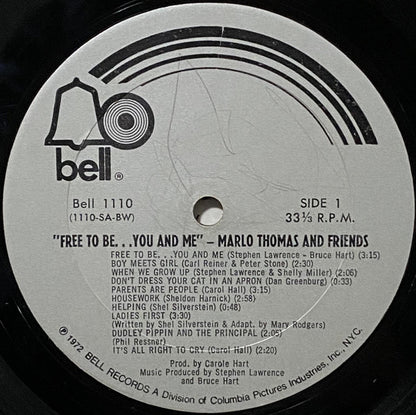 bell®
Bell 1110
(1110-SA-BW)
SIDE 1
33⅓ R.P.M.
"FREE TO BE. . .YOU AND ME" – MARLO THOMAS AND FRIENDS
FREE TO BE. . .YOU AND ME (Stephen Lawrence - Bruce Hart) (3:15)
BOY MEETS GIRL (Carl Reiner & Peter Stone) (2:30)
WHEN WE GROW UP (Stephen Lawrence & Shelly Miller) (2:06)
DON'T DRESS YOUR CAT IN AN APRON (Dan Greenburg) (0:33)
PARENTS ARE PEOPLE (Carol Hall) (3:15)
HOUSEWORK (Sheldon Harnick) (2:58)
HELPING (Shel Silverstein) (0:48)
LADIES FIRST (3:30)
(Written by Shel Silverstein & Adapt. by Mary Rodgers)
DUDLEY PIPPIN AND THE PRINCIPAL (2:05)
(Phil Ressner)
IT'S ALL RIGHT TO CRY (Carol Hall) (2:20)
Prod. by Carole Hart
Music Produced by Stephen Lawrence
and Bruce Hart
℗1972 BELL RECORDS A Division of Columbia Pictures Industries, Inc., N.Y.C.